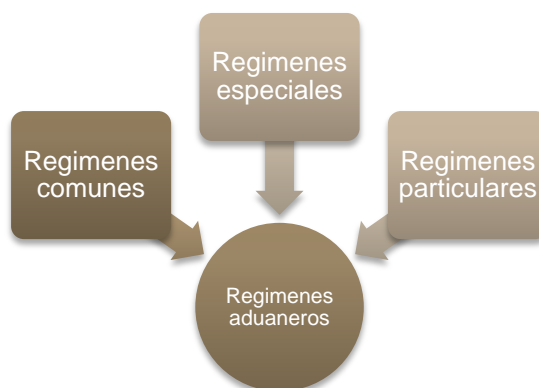 Regimenes
especiales
Regimenes
comunes
Regimenes
particulares
Regimenes
aduaneros